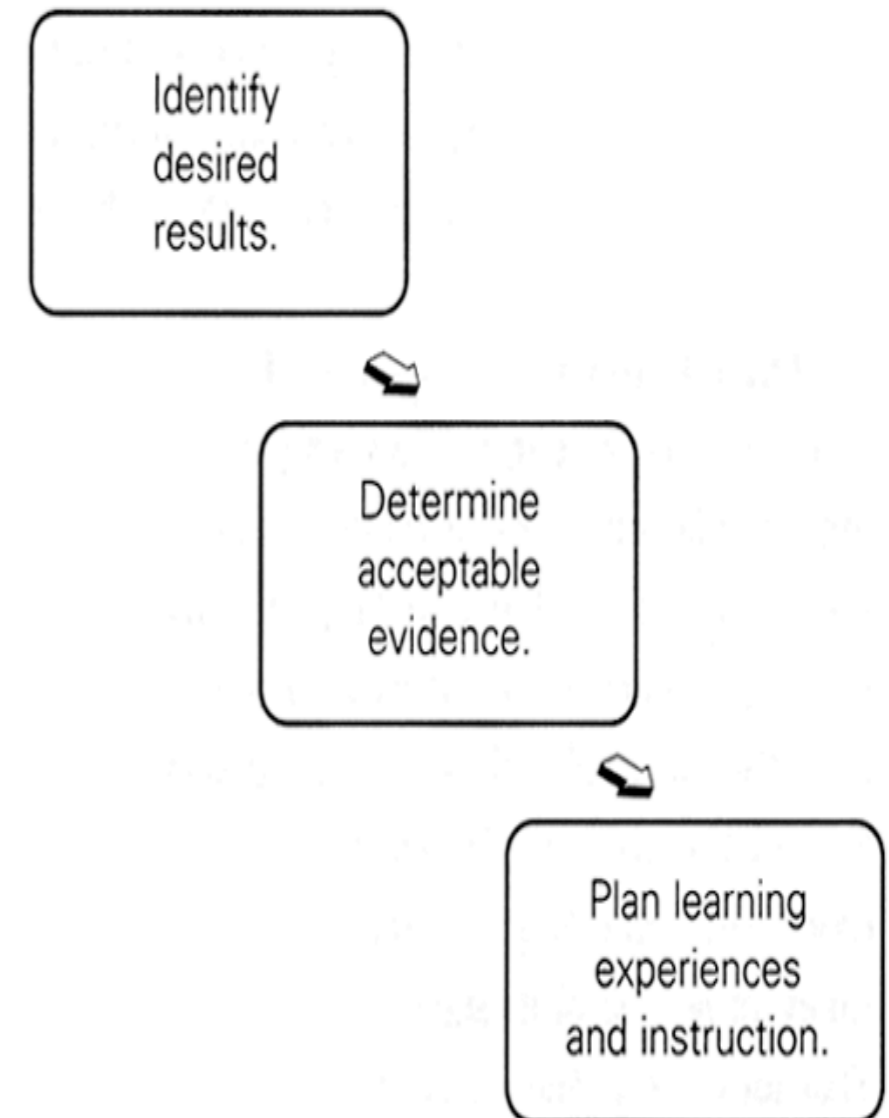 Identify
desired
results.
Determine
acceptable
evidence.
Plan learning
experiences
and instruction.